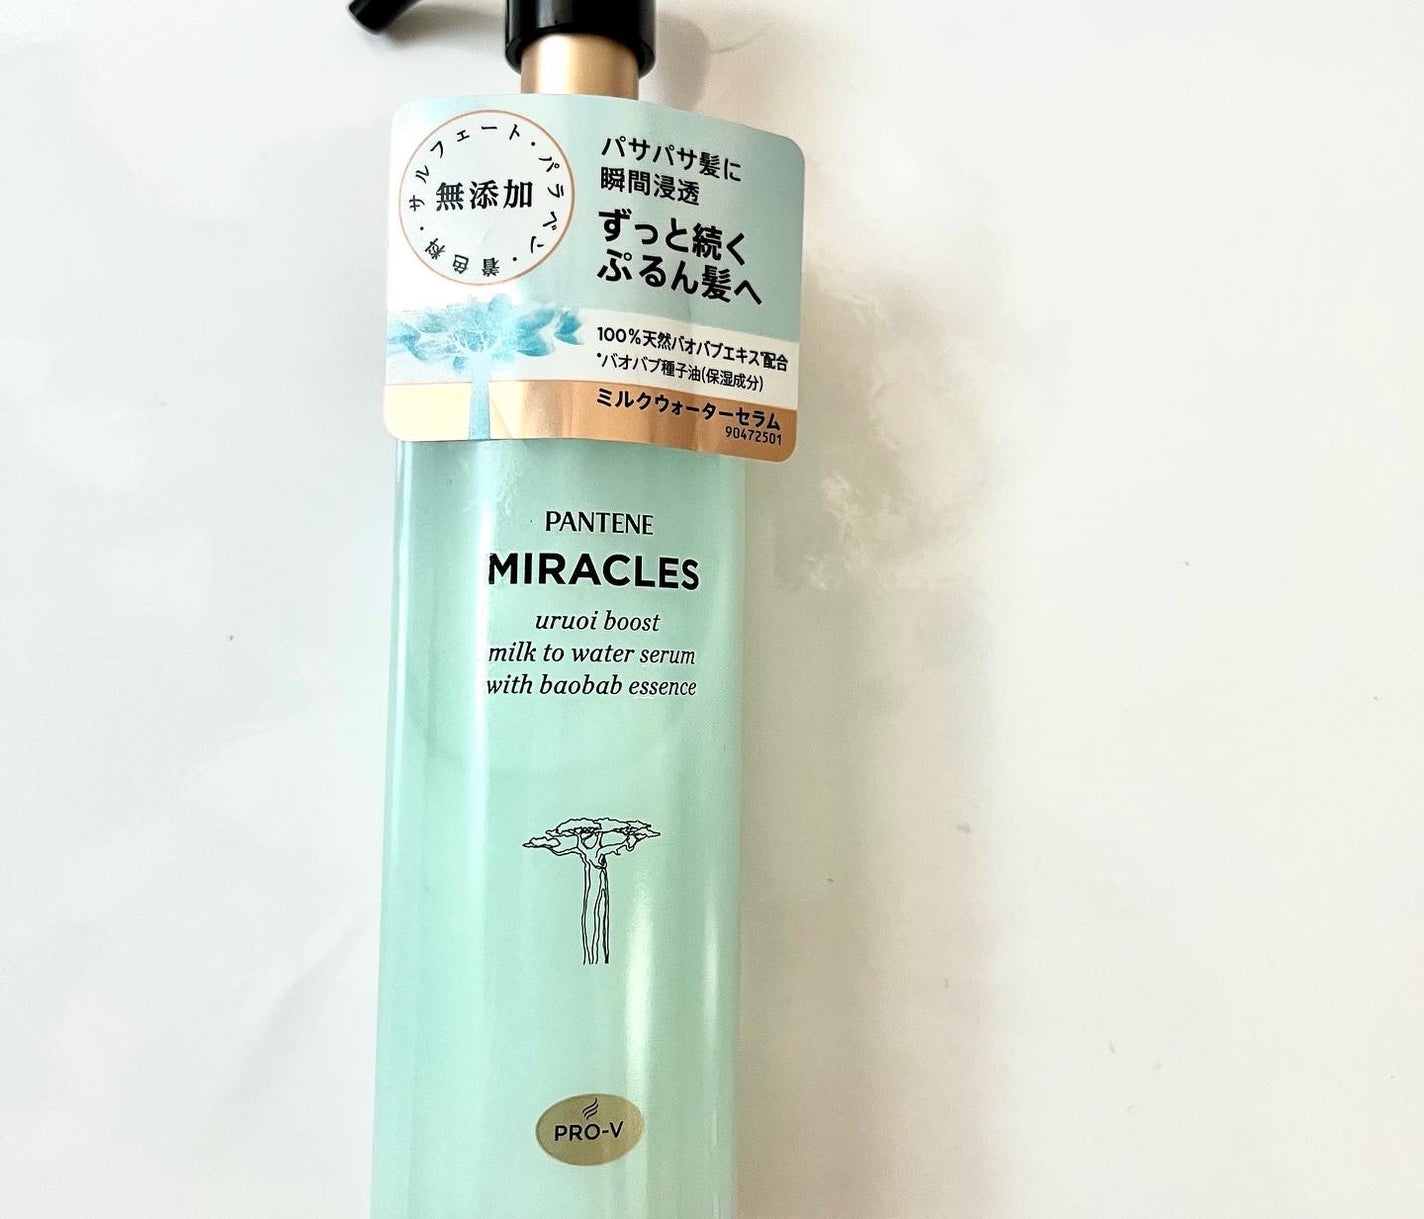 サルフェート・パラベン・着色料・
無添加
パサパサ髪に
瞬間浸透
ずっと続く
ぷるん髪へ
100%天然バオバブエキス*配合
*バオバブ種子油(保湿成分)
ミルクウォーターセラム
90472501
PANTENE
MIRACLES
uruoi boost
milk to water serum
with baobab essence
PRO-V